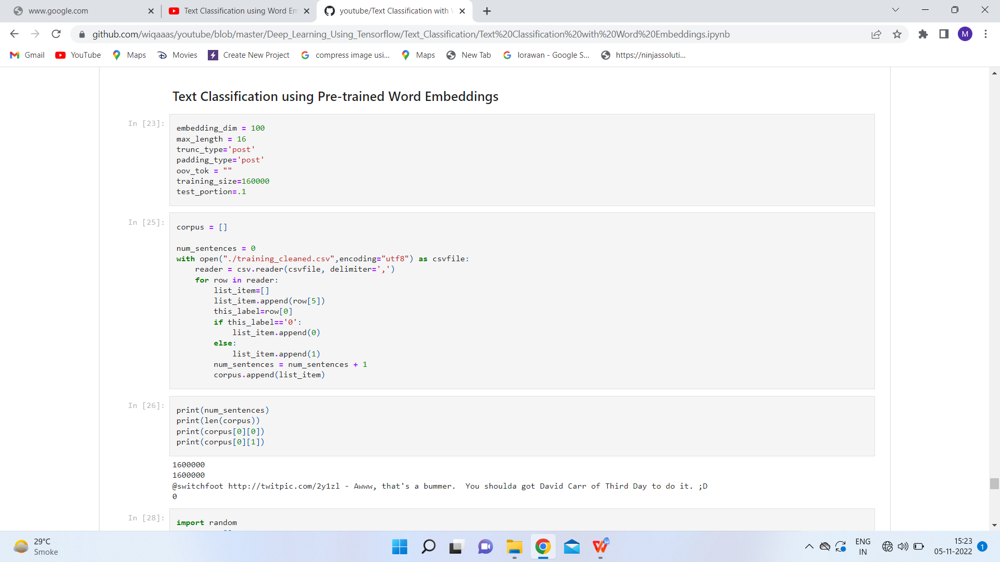 www.google.com
Text Classification using Word Em
youtube/Text Classification with
github.com/wiqaaas/youtube/blob/master/Deep_Learning_Using_Tensorflow/Text_Classification/Text%20Classification%20with%20Word%20Embeddings.ipynb
M
Gmail
YouTube
Maps
Movies
Create New Project
compress image usi...
Maps
New Tab
lorawan - Google S...
https://ninjassoluti...
Text Classification using Pre-trained Word Embeddings
In [23]:
embedding_dim = 100
max_length = 16
trunc_type='post'
padding_type='post'
oov_tok = ""
training_size=160000
test_portion=.1
In [25]:
corpus = []
num_sentences = 0
with open("./training_cleaned.csv",encoding="utf8") as csvfile:
    reader = csv.reader(csvfile, delimiter=',')
    for row in reader:
        list_item=[]
        list_item.append(row[5])
        this_label=row[0]
        if this_label=='0':
            list_item.append(0)
        else:
            list_item.append(1)
        num_sentences = num_sentences + 1
        corpus.append(list_item)
In [26]:
print(num_sentences)
print(len(corpus))
print(corpus[0][0])
print(corpus[0][1])
1600000
1600000
@switchfoot http://twitpic.com/2y1zl - Awww, that's a bummer.  You shoulda got David Carr of Third Day to do it. ;D
0
In [28]:
import random
29°C
Smoke
ENG
IN
15:23
05-11-2022
1